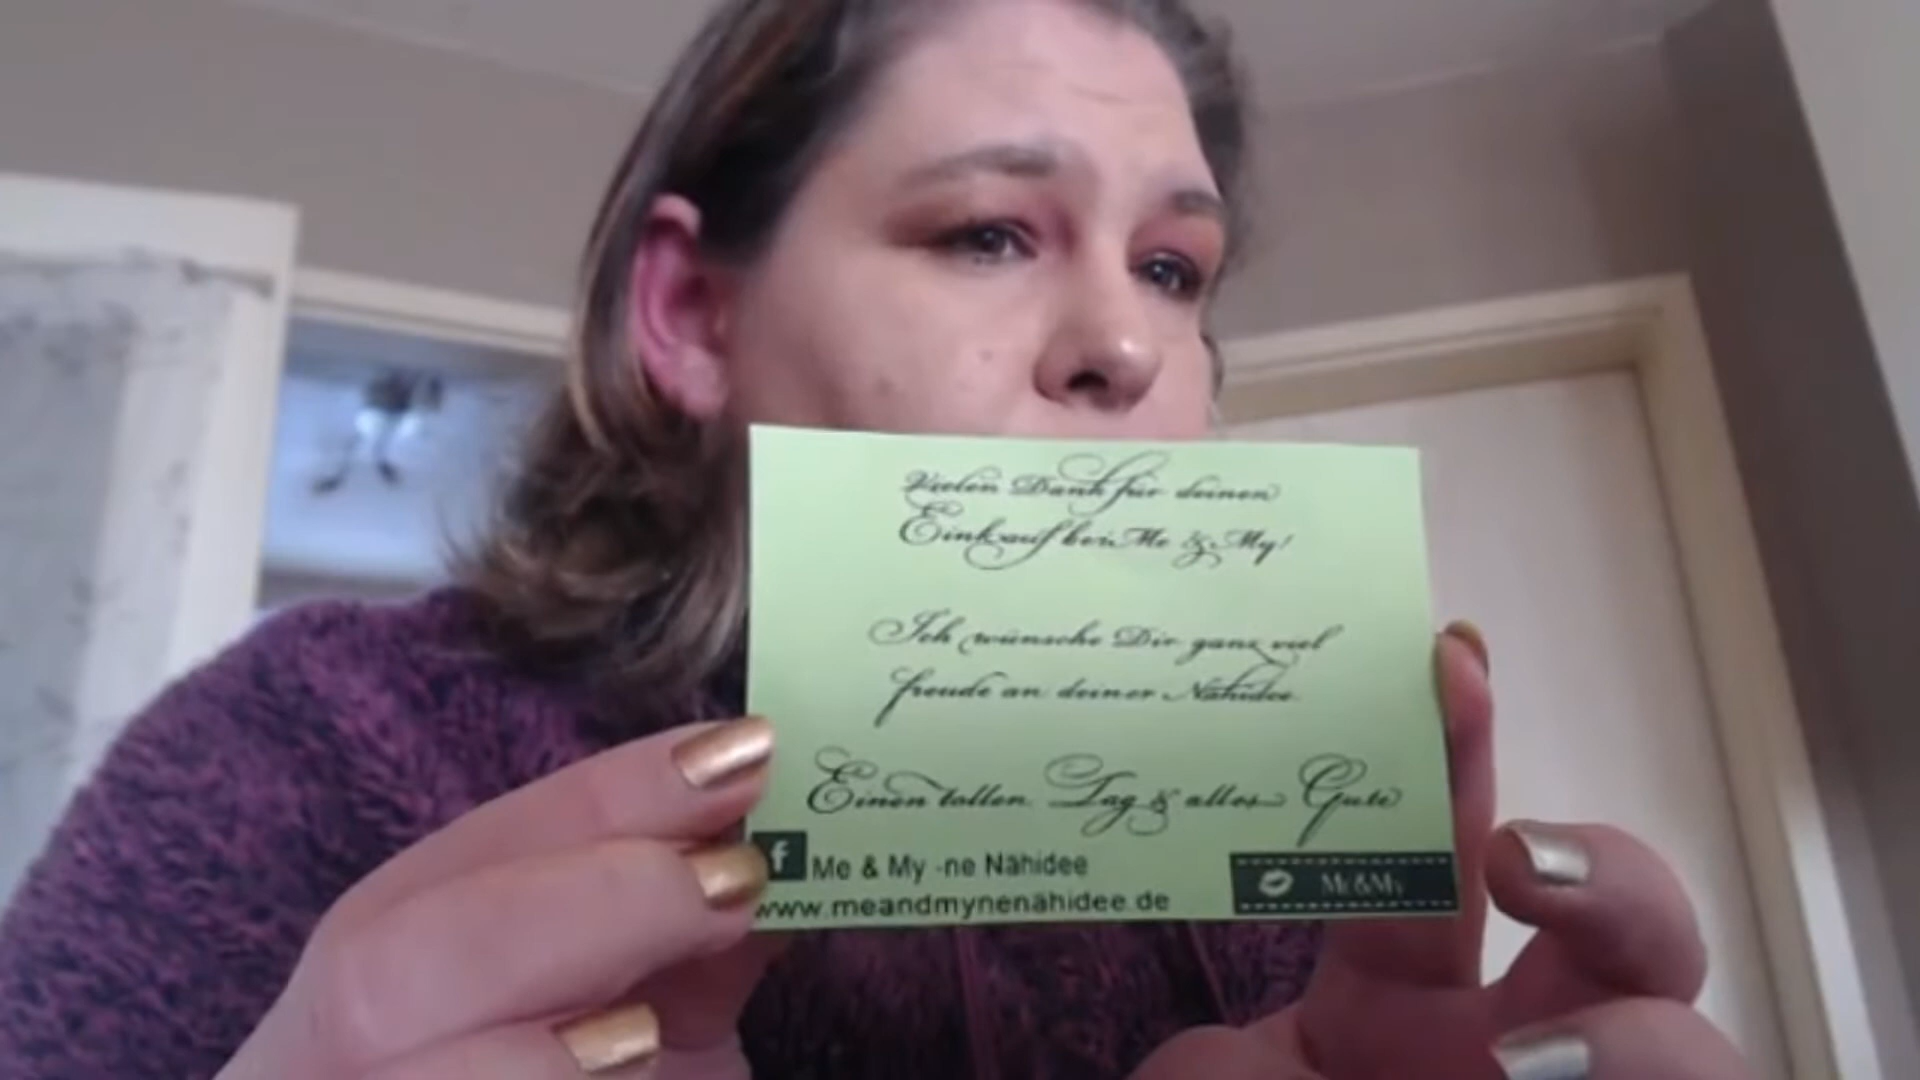 Vielen Dank für deinen
Einkauf bei Me & My!
Ich wünsche Dir ganz viel
freude an deiner Nähidee.
Einen tollen Tag & alles Gute
f Me & My -ne Nähidee
www.meandmynenähidee.de
Me&My